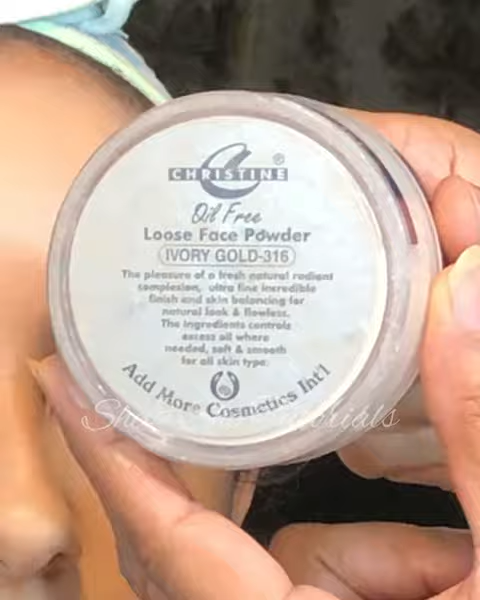 CHRISTINE®
Oil Free
Loose Face Powder
IVORY GOLD-316
The pleasure of a fresh natural radiant
complexion, ultra fine incredible
finish and skin balancing for
natural look & flawless.
The ingredients controls
excess oil where
needed, soft & smooth
for all skin type.
Add More Cosmetics Int'l